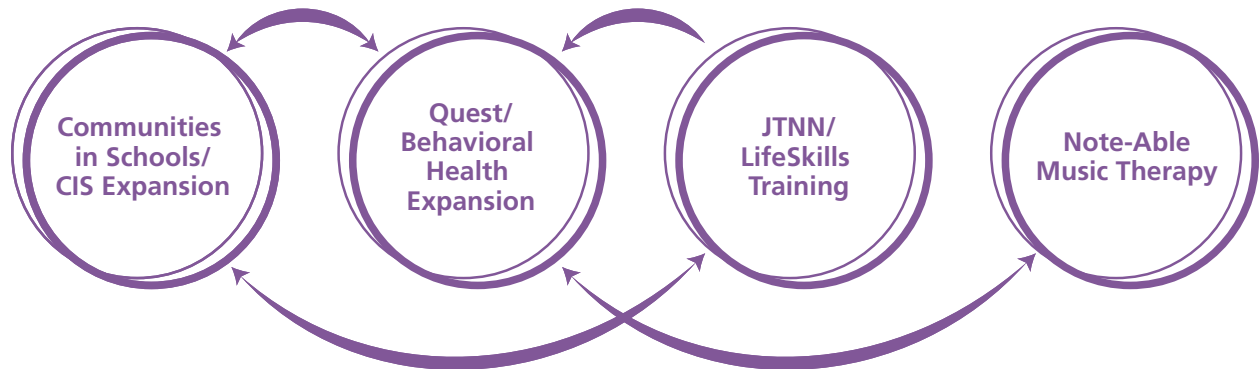 Communities
in Schools/
CIS Expansion
Quest/
Behavioral
Health
Expansion
JTNN/
LifeSkills
Training
Note-Able
Music Therapy